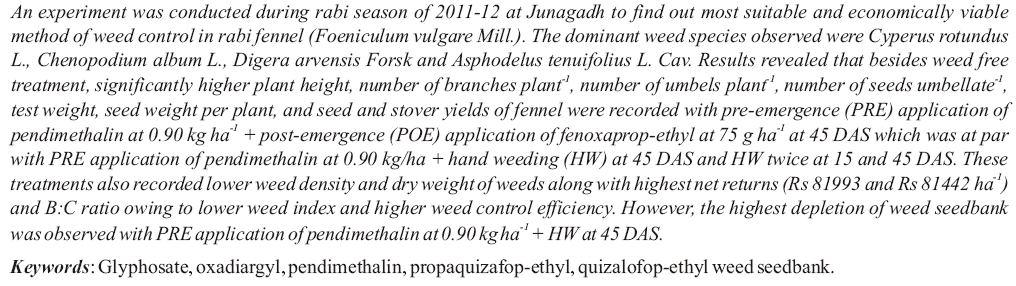 An experiment was conducted during rabi season of 2011-12 at Junagadh to find out most suitable and economically viable
method of weed control in rabi fennel (Foeniculum vulgare Mill.). The dominant weed species observed were Cyperus rotundus
L., Chenopodium album L., Digera arvensis Forsk and Asphodelus tenuifolius L. Cav. Results revealed that besides weed free
treatment, significantly higher plant height, number of branches plant⁻¹, number of umbels plant⁻¹, number of seeds umbellate⁻¹,
test weight, seed weight per plant, and seed and stover yields of fennel were recorded with pre-emergence (PRE) application of
pendimethalin at 0.90 kg ha⁻¹ + post-emergence (POE) application of fenoxaprop-ethyl at 75 g ha⁻¹ at 45 DAS which was at par
with PRE application of pendimethalin at 0.90 kg/ha + hand weeding (HW) at 45 DAS and HW twice at 15 and 45 DAS. These
treatments also recorded lower weed density and dry weight of weeds along with highest net returns (Rs 81993 and Rs 81442 ha⁻¹)
and B:C ratio owing to lower weed index and higher weed control efficiency. However, the highest depletion of weed seedbank
was observed with PRE application of pendimethalin at 0.90 kg ha⁻¹ + HW at 45 DAS.
Keywords: Glyphosate, oxadiargyl, pendimethalin, propaquizafop-ethyl, quizalofop-ethyl weed seedbank.